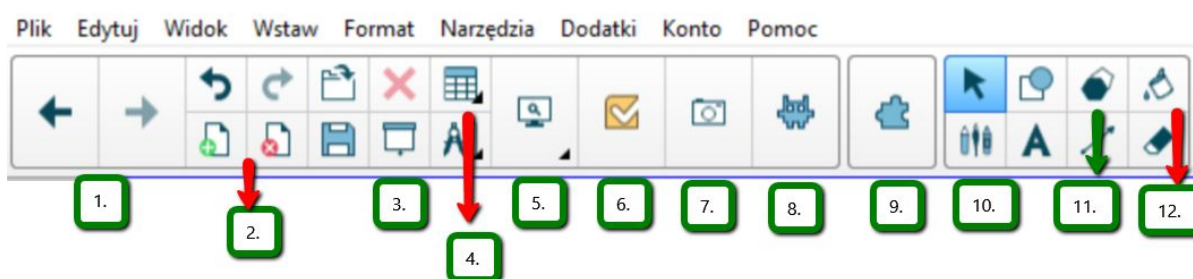 Plik Edytuj Widok Wstaw Format Narzędzia Dodatki Konto Pomoc
A
1. 3. 5. 6. 7. 8. 9. 10. 11. 12.
2.
4.